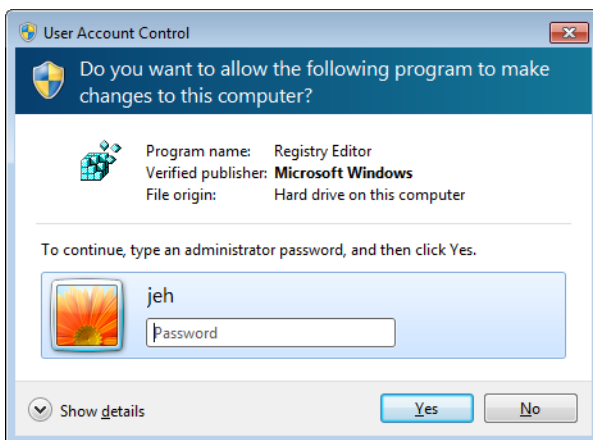 User Account Control
Do you want to allow the following program to make
changes to this computer?
Program name: Registry Editor
Verified publisher: Microsoft Windows
File origin: Hard drive on this computer
To continue, type an administrator password, and then click Yes.
jeh
Password
Show details Yes No